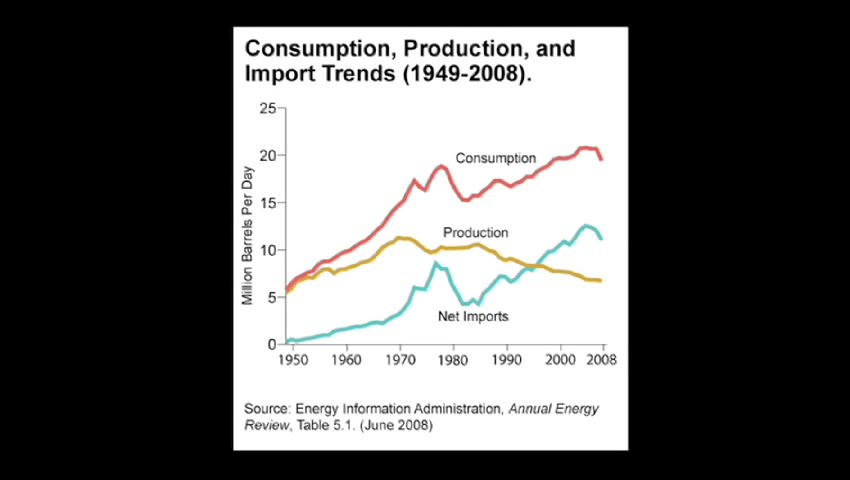 Consumption, Production, and
Import Trends (1949-2008).
25
20
15
10
5
0
Million Barrels Per Day
Consumption
Production
Net Imports
1950 1960 1970 1980 1990 2000 2008
Source: Energy Information Administration, Annual Energy
Review, Table 5.1. (June 2008)